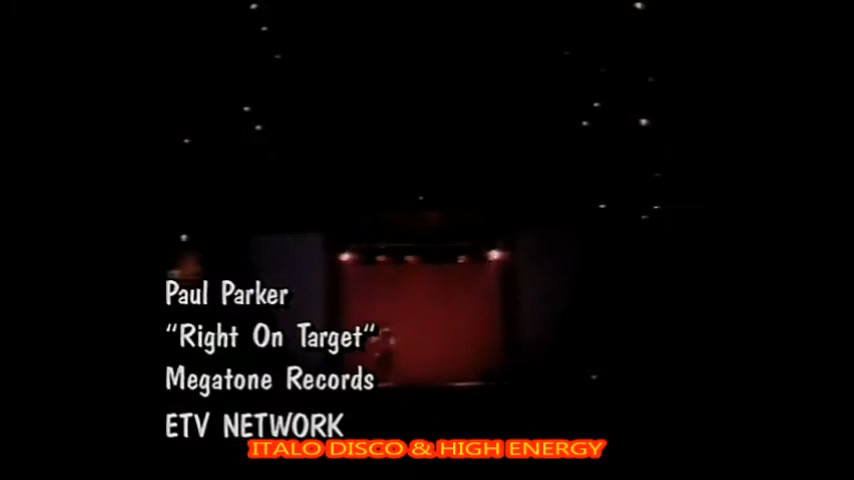 Paul Parker
“Right On Target“
Megatone Records
ETV NETWORK
ITALO DISCO & HIGH ENERGY